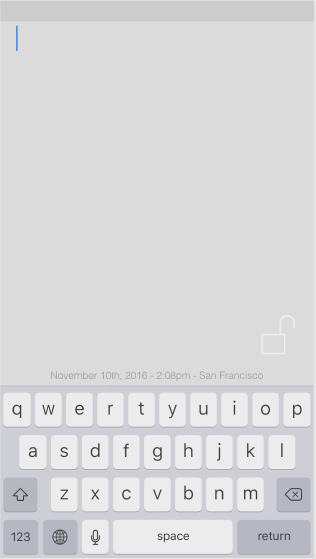 November 10th, 2016 - 2:08pm - San Francisco
q w e r t y u i o p
a s d f g h j k l
z x c v b n m
123 space return